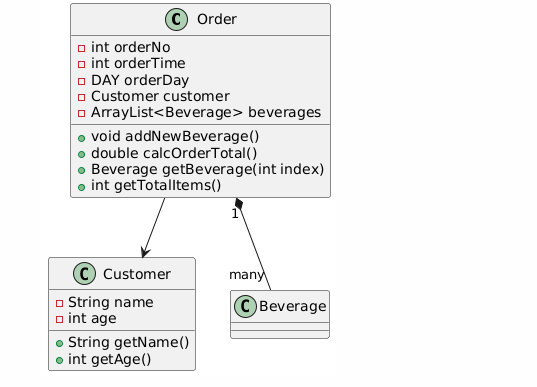 C Order
int orderNo
int orderTime
DAY orderDay
Customer customer
ArrayList<Beverage> beverages
void addNewBeverage()
double calcOrderTotal()
Beverage getBeverage(int index)
int getTotalItems()
1
many
C Customer
String name
int age
String getName()
int getAge()
C Beverage